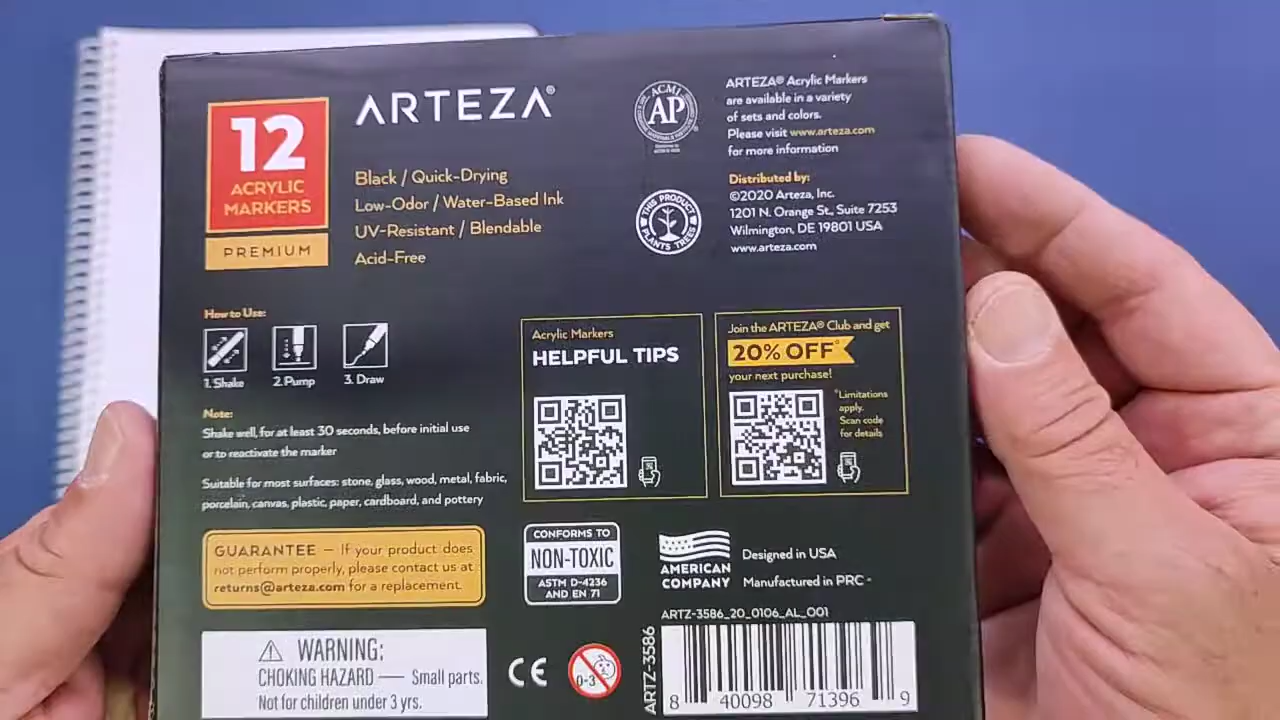 12
ACRYLIC
MARKERS
PREMIUM
ARTEZA®
Black / Quick-Drying
Low-Odor / Water-Based Ink
UV-Resistant / Blendable
Acid-Free
ACMI
AP
THIS PRODUCT
PLANTS TREES
ARTEZA® Acrylic Markers
are available in a variety
of sets and colors.
Please visit www.arteza.com
for more information
Distributed by:
©2020 Arteza, Inc.
1201 N. Orange St., Suite 7253
Wilmington, DE 19801 USA
www.arteza.com
How to Use:
1. Shake
2. Pump
3. Draw
Note:
Shake well, for at least 30 seconds, before initial use
or to reactivate the marker
Suitable for most surfaces: stone, glass, wood, metal, fabric,
porcelain, canvas, plastic, paper, cardboard, and pottery
Acrylic Markers
HELPFUL TIPS
Join the ARTEZA® Club and get
20% OFF*
your next purchase!
*Limitations
apply.
Scan code
for details
GUARANTEE — If your product does
not perform properly, please contact us at
returns@arteza.com for a replacement.
CONFORMS TO
NON-TOXIC
ASTM D-4236
AND EN 71
AMERICAN
COMPANY
Designed in USA
Manufactured in PRC
WARNING:
CHOKING HAZARD — Small parts.
Not for children under 3 yrs.
CE
0-3
ARTZ-3586_20_0106_AL_001
ARTZ-3586
8 40098 71396 9